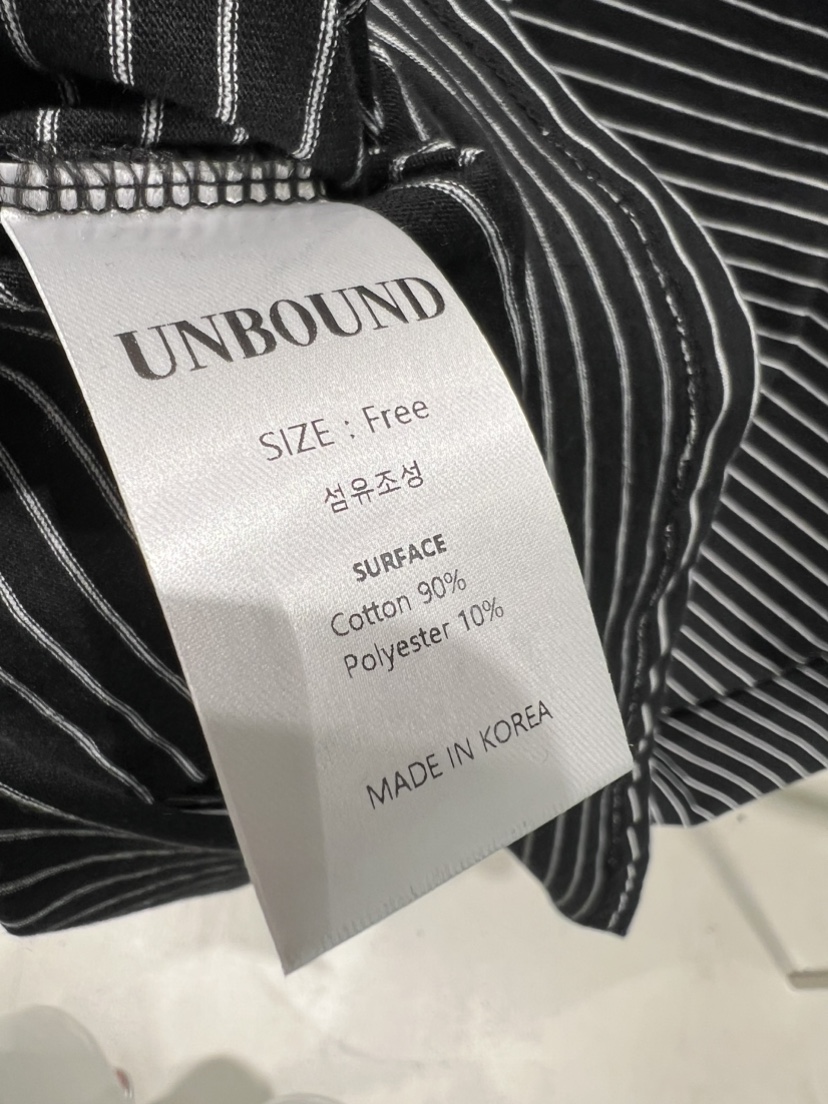 UNBOUND
SIZE : Free
섬유조성
SURFACE
Cotton 90%
Polyester 10%
MADE IN KOREA